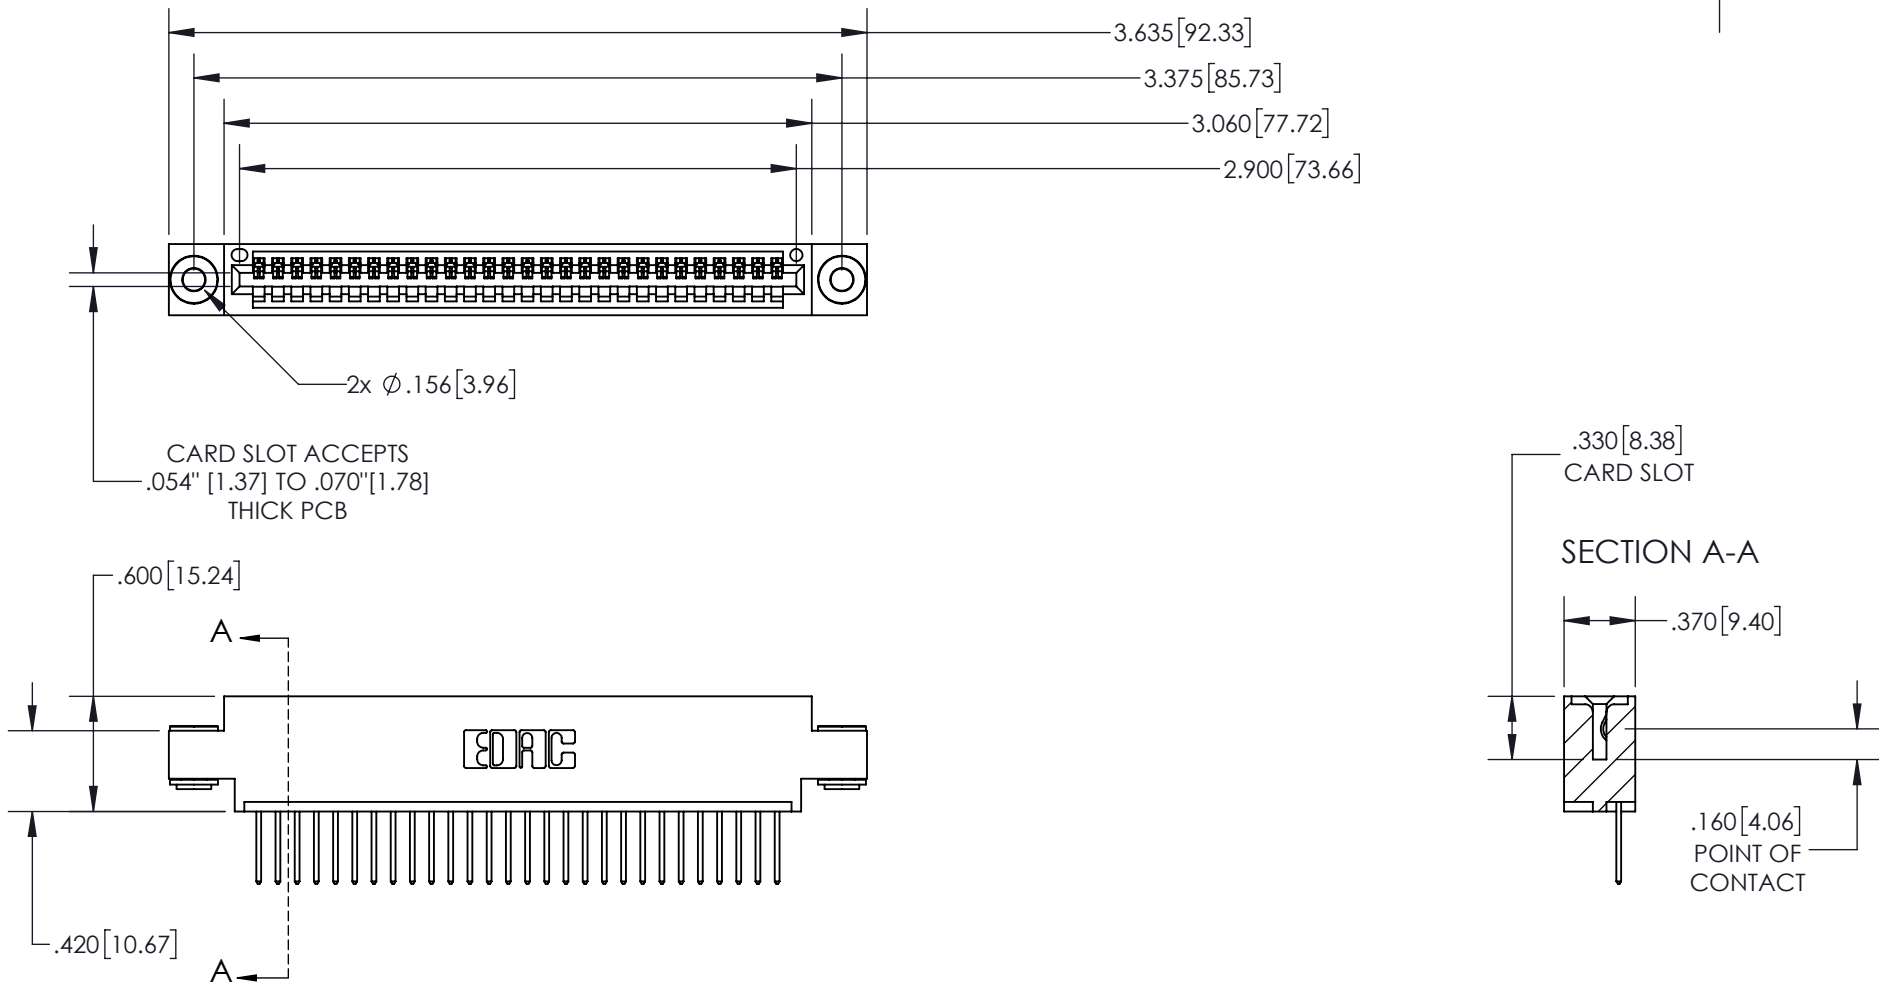 3.635[92.33]
3.375[85.73]
3.060[77.72]
2.900[73.66]
2x Ø.156[3.96]
CARD SLOT ACCEPTS
.054" [1.37] TO .070"[1.78]
THICK PCB
.330[8.38]
CARD SLOT
SECTION A-A
.600[15.24]
.370[9.40]
A
EDAC
.160[4.06]
POINT OF
CONTACT
.420[10.67]
A